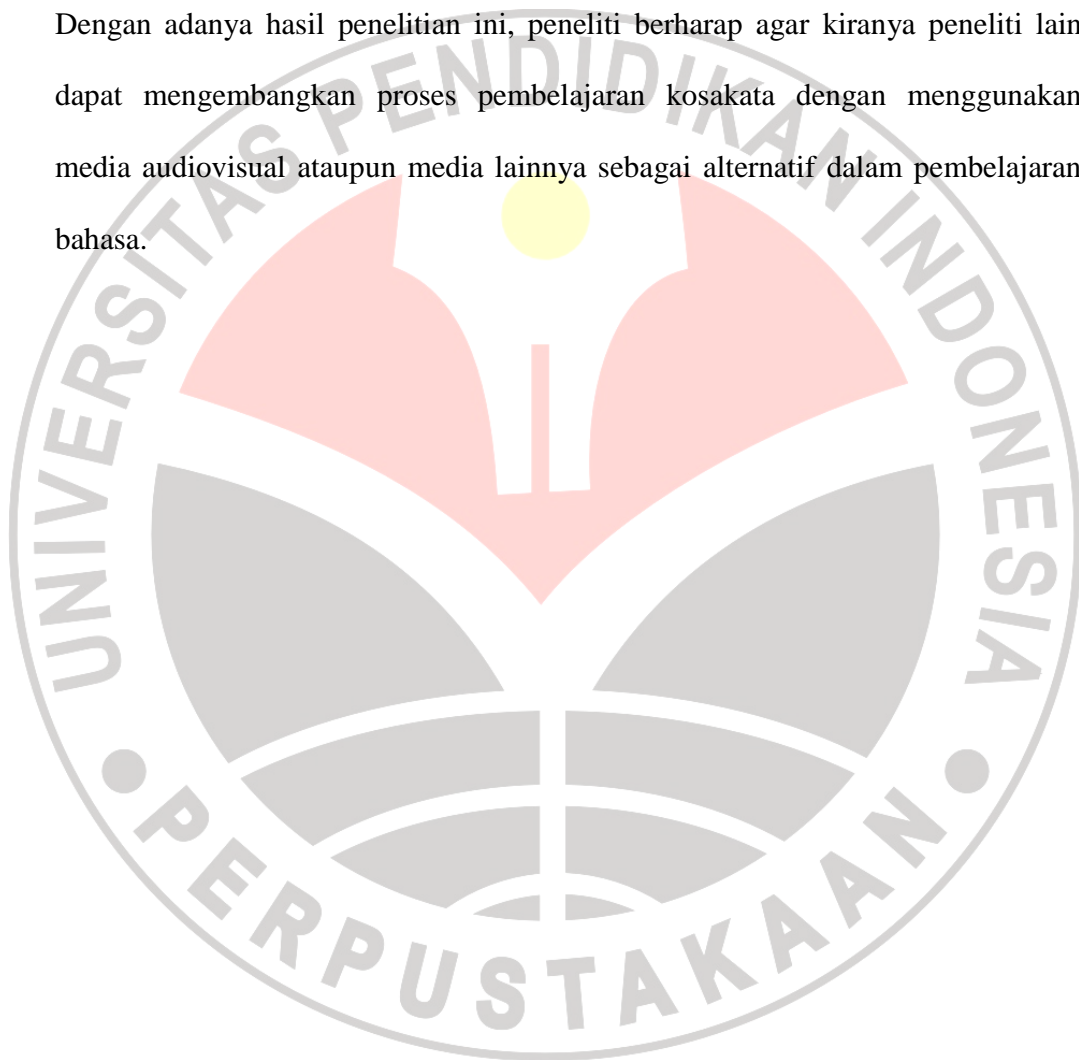 Dengan adanya hasil penelitian ini, peneliti berharap agar kiranya peneliti lain
dapat mengembangkan proses pembelajaran kosakata dengan menggunakan
media audiovisual ataupun media lainnya sebagai alternatif dalam pembelajaran
bahasa.
UNIVERSITAS PENDIDIKAN INDONESIA
PERPUSTAKAAN